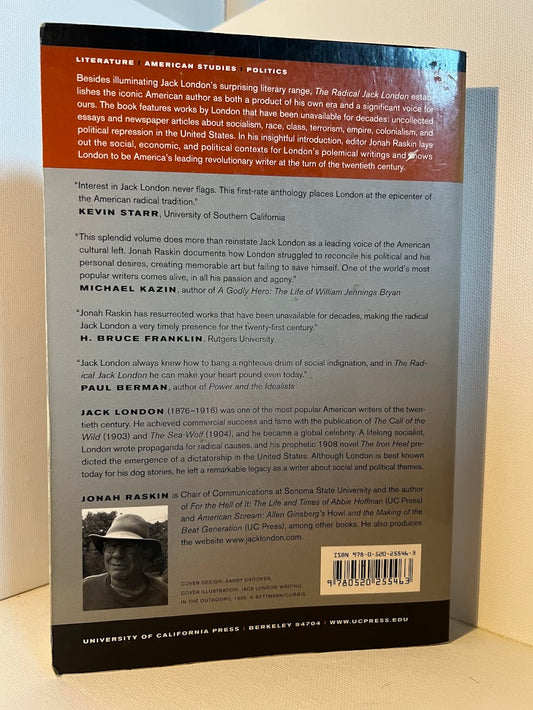 LITERATURE | AMERICAN STUDIES | POLITICS
Besides illuminating Jack London's surprising literary range, The Radical Jack London estab-
lishes the iconic American author as both a product of his own era and a significant voice for
ours. The book features works by London that have been unavailable for decades: uncollected
essays and newspaper articles about socialism, race, class, terrorism, empire, colonialism, and
political repression in the United States. In his insightful introduction, editor Jonah Raskin lays
out the social, economic, and political contexts for London's polemical writings and shows
London to be America's leading revolutionary writer at the turn of the twentieth century.
"Interest in Jack London never flags. This first-rate anthology places London at the epicenter of
the American radical tradition."
KEVIN STARR, University of Southern California
"This splendid volume does more than reinstate Jack London as a leading voice of the American
cultural left. Jonah Raskin documents how London struggled to reconcile his political and his
personal desires, creating memorable art but failing to save himself. One of the world's most
popular writers comes alive, in all his passion and agony."
MICHAEL KAZIN, author of A Godly Hero: The Life of William Jennings Bryan
"Jonah Raskin has resurrected works that have been unavailable for decades, making the radical
Jack London a very timely presence for the twenty-first century."
H. BRUCE FRANKLIN, Rutgers University
"Jack London always knew how to bang a righteous drum of social indignation, and in The Rad-
ical Jack London he can make your heart pound even today."
PAUL BERMAN, author of Power and the Idealists
JACK LONDON (1876–1916) was one of the most popular American writers of the twen-
tieth century. He achieved commercial success and fame with the publication of The Call of the
Wild (1903) and The Sea-Wolf (1904), and he became a global celebrity. A lifelong socialist,
London wrote propaganda for radical causes, and his prophetic 1908 novel The Iron Heel pre-
dicted the emergence of a dictatorship in the United States. Although London is best known
today for his dog stories, he left a remarkable legacy as a writer about social and political themes.
JONAH RASKIN is Chair of Communications at Sonoma State University and the author
of For the Hell of It: The Life and Times of Abbie Hoffman (UC Press)
and American Scream: Allen Ginsberg's Howl and the Making of the
Beat Generation (UC Press), among other books. He also produces
the website www.jacklondon.com.
ISBN 978-0-520-25546-3
9 780520 255463
COVER DESIGN: SANDY DROOKER.
COVER ILLUSTRATION: JACK LONDON WRITING
IN THE OUTDOORS, 1905. © BETTMANN/CORBIS.
UNIVERSITY OF CALIFORNIA PRESS | BERKELEY 94704 | WWW.UCPRESS.EDU